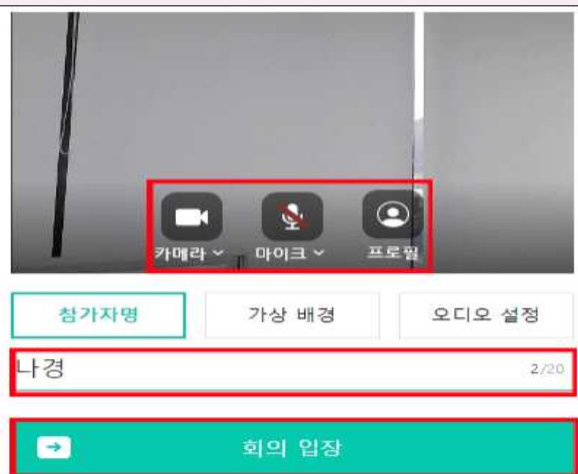 카메라 마이크 프로필
참가자명 가상 배경 오디오 설정
나경 2/20
회의 입장